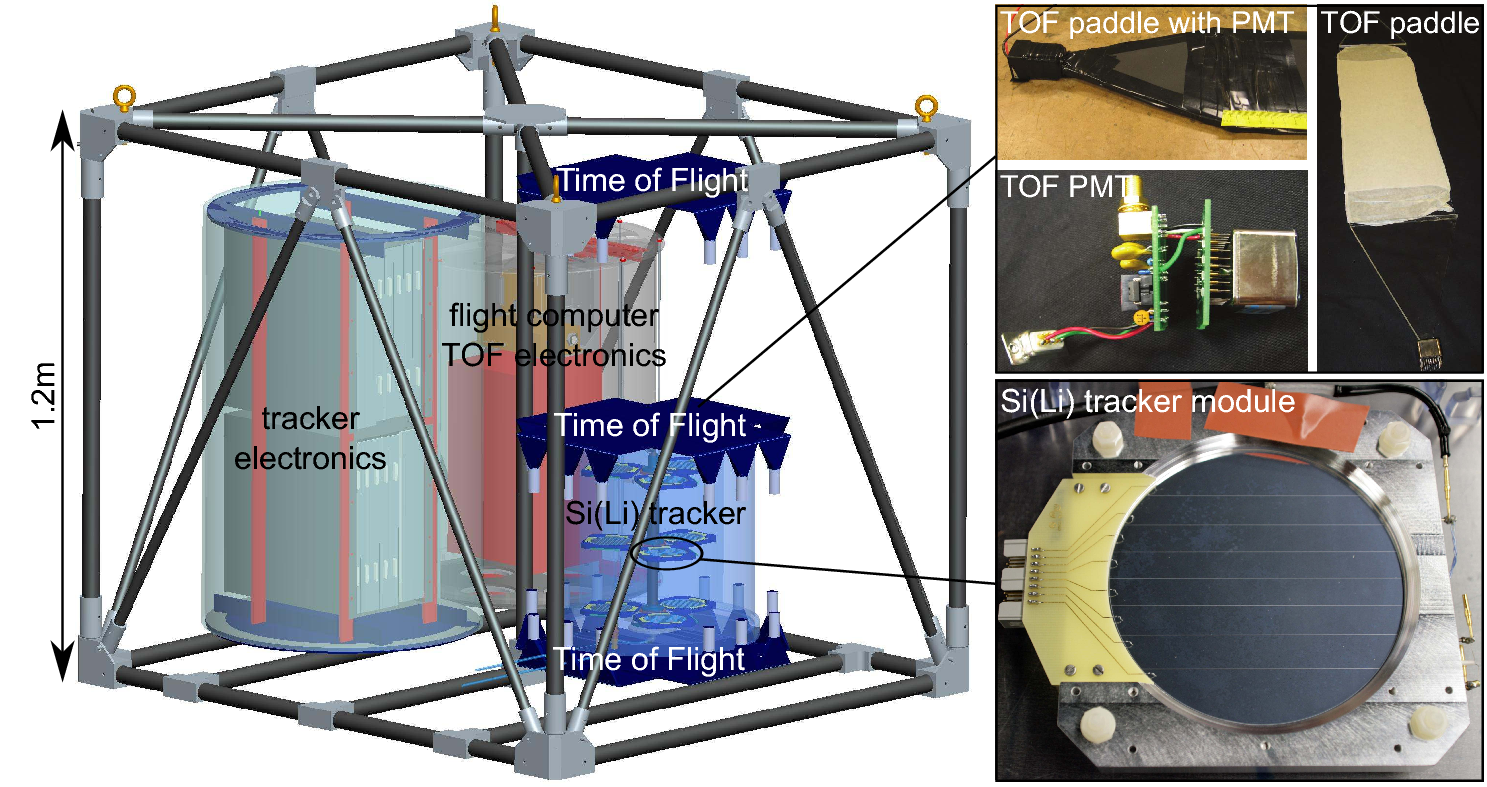 1.2m
Time of Flight
flight computer
TOF electronics
tracker
electronics
Time of Flight
Si(Li) tracker
Time of Flight
TOF paddle with PMT
TOF paddle
TOF PMT
Si(Li) tracker module